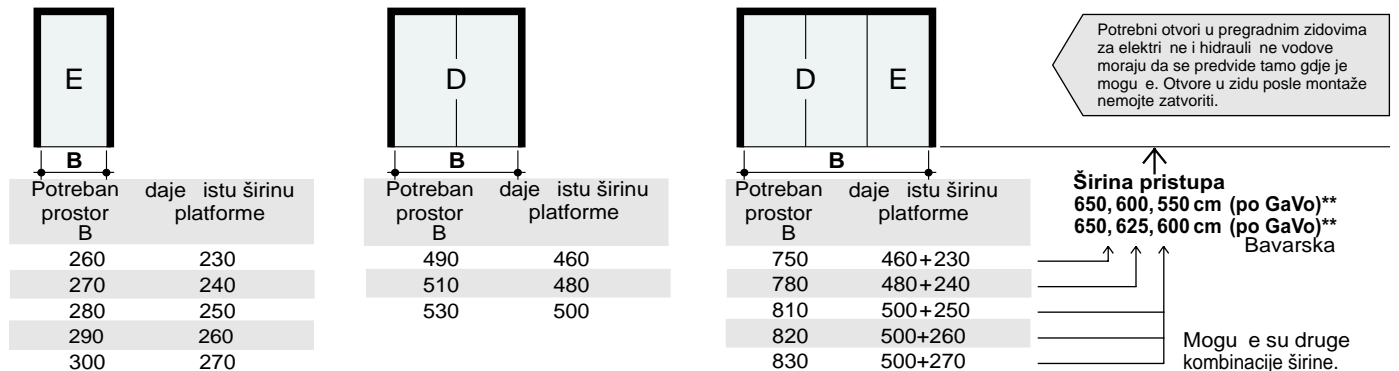 E
B
Potreban daje istu širinu
prostor platforme
B
260 230
270 240
280 250
290 260
300 270
D
B
Potreban daje istu širinu
prostor platforme
B
490 460
510 480
530 500
D E
B
Potreban daje istu širinu
prostor platforme
B
750 460+230
780 480+240
810 500+250
820 500+260
830 500+270
Potrebni otvori u pregradnim zidovima
za elektri ne i hidrauli ne vodove
moraju da se predvide tamo gdje je
mogu e. Otvore u zidu posle montaže
nemojte zatvoriti.
Širina pristupa
650, 600, 550 cm (po GaVo)**
650, 625, 600 cm (po GaVo)**
Bavarska
Mogu e su druge
kombinacije širine.